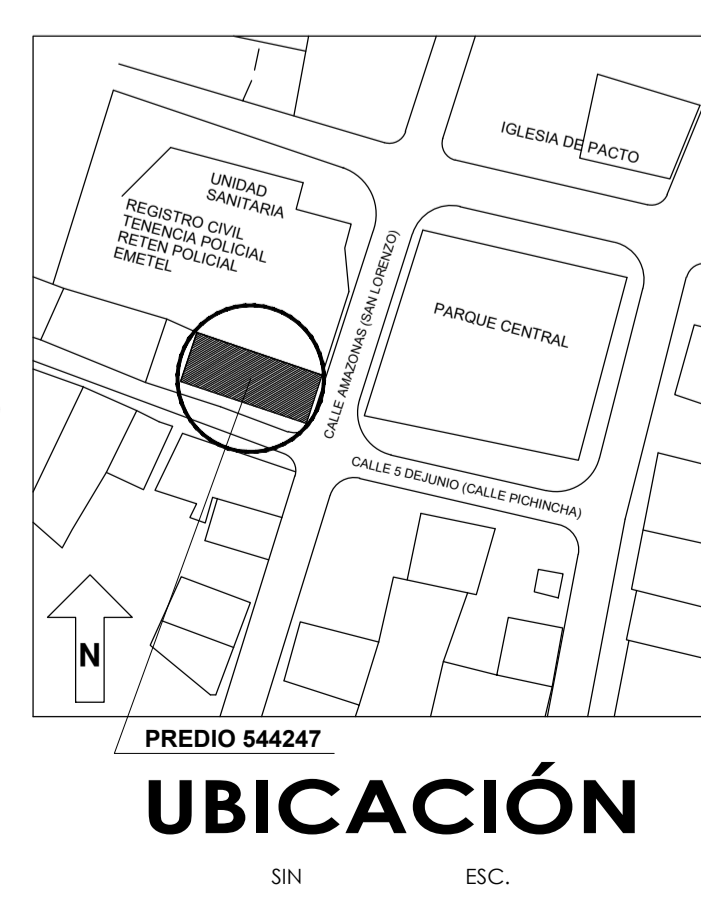 IGLESIA DE PACTO
UNIDAD
SANITARIA
REGISTRO CIVIL
TENENCIA POLICIAL
RETEN POLICIAL
EMETEL
CALLE AMAZONAS (SAN LORENZO)
PARQUE CENTRAL
CALLE 5 DEJUNIO (CALLE PICHINCHA)
N
PREDIO 544247
UBICACIÓN
SIN ESC.